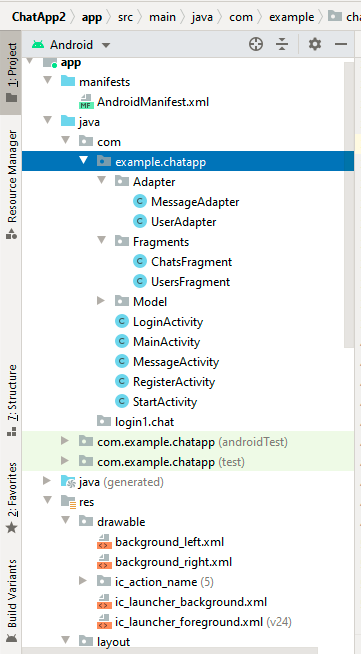 ChatApp2 app src main java com example cha
1: Project
Android
app
manifests
MF AndroidManifest.xml
java
com
example.chatapp
Adapter
C MessageAdapter
C UserAdapter
Fragments
C ChatsFragment
C UsersFragment
Model
C LoginActivity
C MainActivity
C MessageActivity
C RegisterActivity
C StartActivity
login1.chat
com.example.chatapp (androidTest)
com.example.chatapp (test)
java (generated)
res
drawable
background_left.xml
background_right.xml
ic_action_name (5)
ic_launcher_background.xml
ic_launcher_foreground.xml (v24)
layout
Resource Manager
7: Structure
2: Favorites
Build Variants